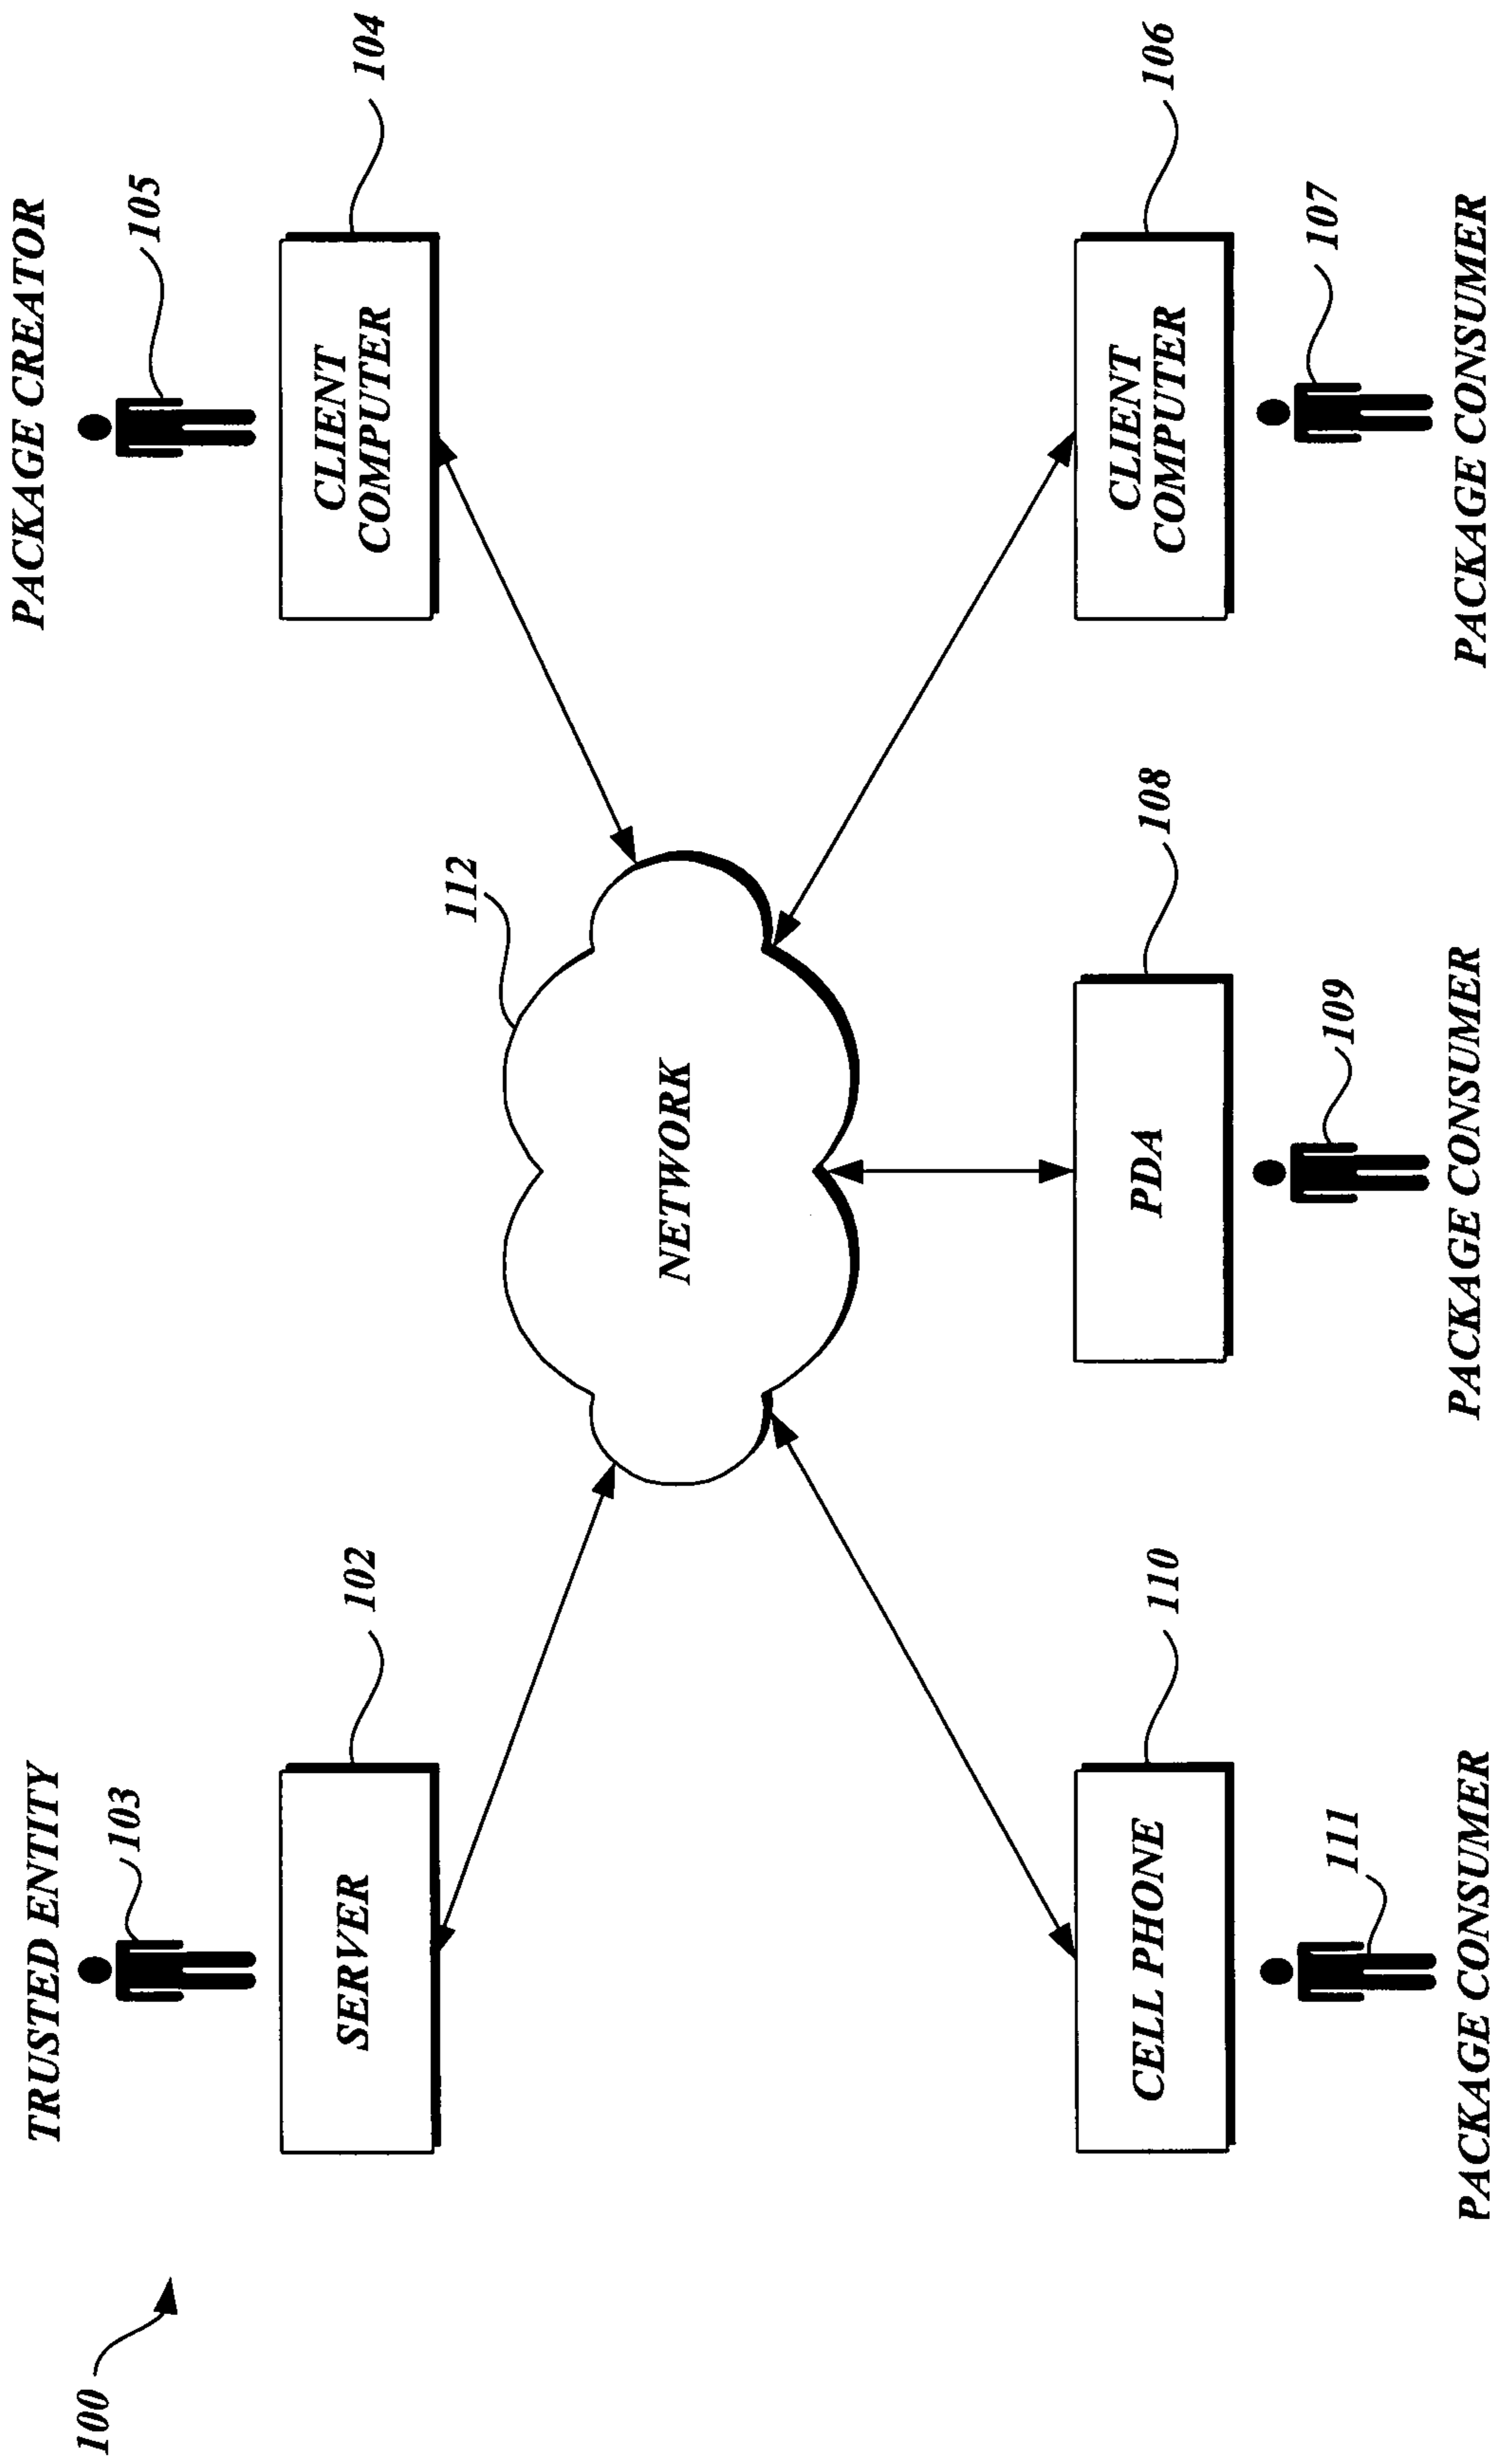 100
TRUSTED ENTITY
103
PACKAGE CREATOR
105
SERVER
102
CLIENT
COMPUTER
104
112
NETWORK
CELL PHONE
110
PDA
108
CLIENT
COMPUTER
106
111
109
107
PACKAGE CONSUMER
PACKAGE CONSUMER
PACKAGE CONSUMER